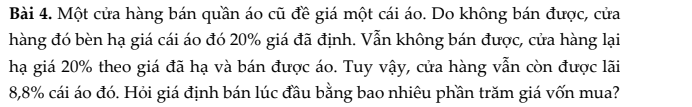 Bài 4. Một cửa hàng bán quần áo cũ đề giá một cái áo. Do không bán được, cửa
hàng đó bèn hạ giá cái áo đó 20% giá đã định. Vẫn không bán được, cửa hàng lại
hạ giá 20% theo giá đã hạ và bán được áo. Tuy vậy, cửa hàng vẫn còn được lãi
8,8% cái áo đó. Hỏi giá định bán lúc đầu bằng bao nhiêu phần trăm giá vốn mua?